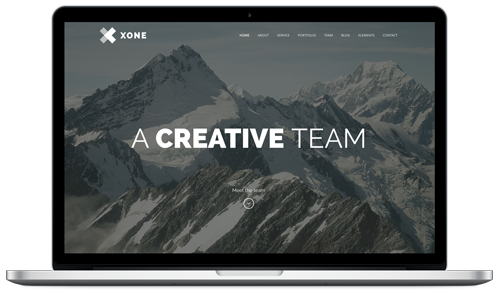 XONE
HOME ABOUT SERVICE PORTFOLIO TEAM BLOG ELEMENTS CONTACT
A CREATIVE TEAM
Meet the team